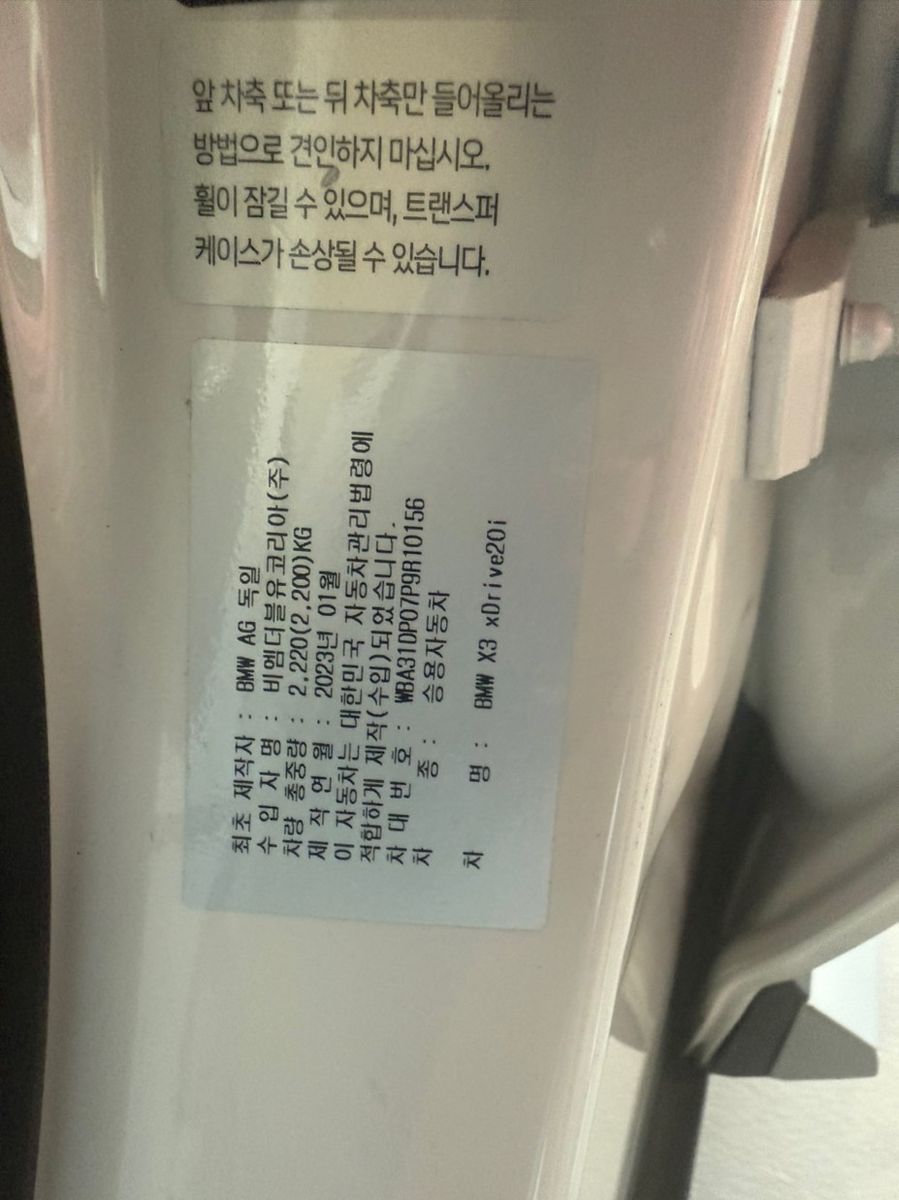 앞 차축 또는 뒤 차축만 들어올리는
방법으로 견인하지 마십시오.
휠이 잠길 수 있으며, 트랜스퍼
케이스가 손상될 수 있습니다.
최초 제작자 : BMW AG 독일
수 입 자 명 : 비엠더블유코리아(주)
차량 총중량 : 2,220(2,200)KG
제 작 연 월 : 2023년 01월
이 자동차는 대한민국 자동차관리법령에
적합하게 제작(수입)되었습니다.
차 대 번 호 : WBA31DP07P9R10156
차 종 : 승용자동차
차 명 : BMW X3 xDrive20i